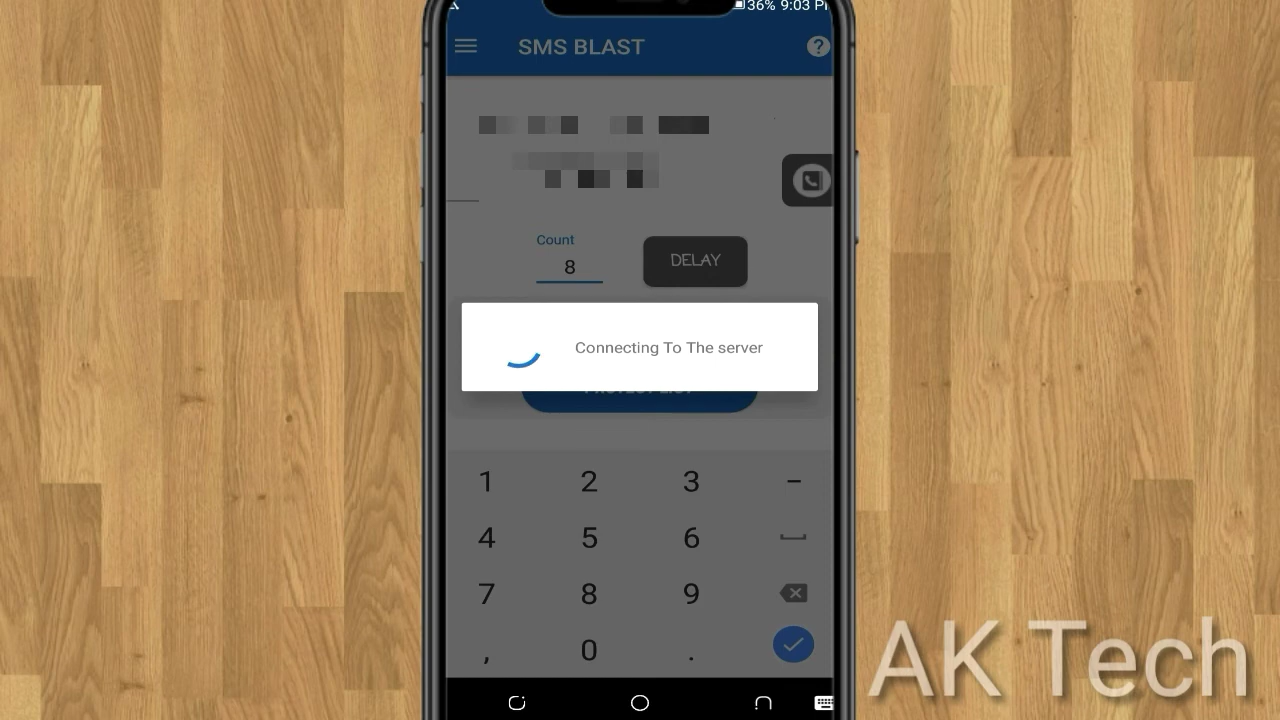 36% 9:03 P
SMS BLAST
?
Count
8
DELAY
Connecting To The server
1 2 3 -
4 5 6
7 8 9
, 0 .
AK Tech